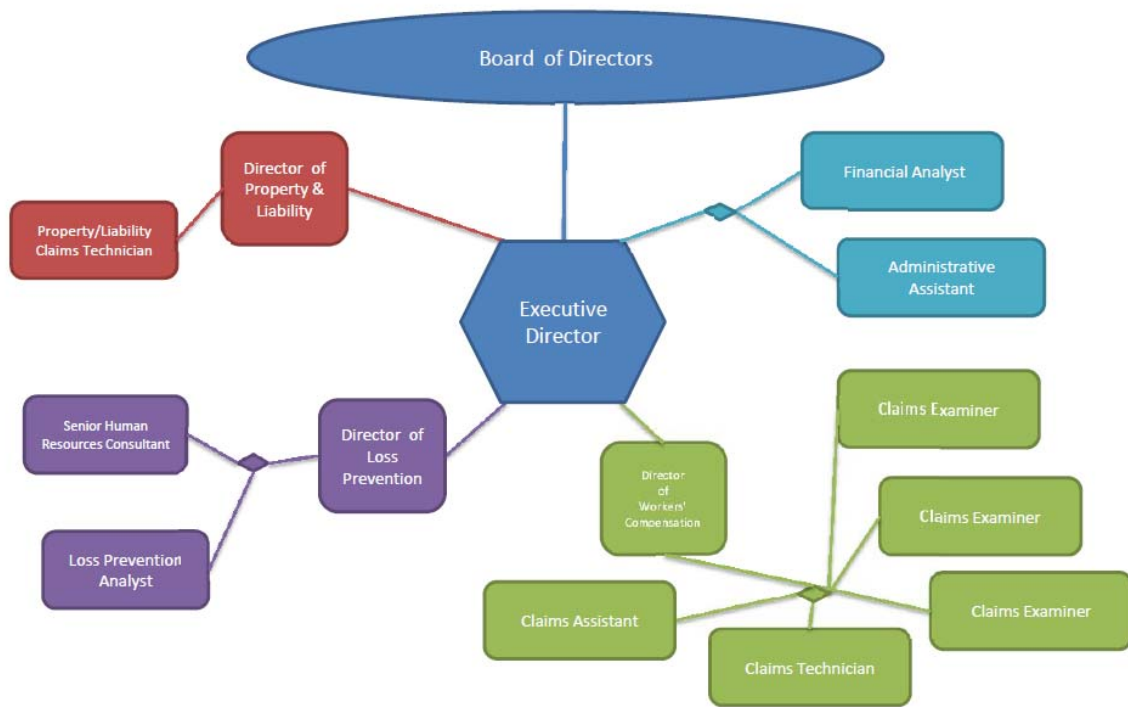 Board of Directors
Director of
Property &
Liability
Financial Analyst
Property/Liability
Claims Technician
Administrative
Assistant
Executive
Director
Claims Examiner
Senior Human
Resources Consultant
Director of
Loss
Prevention
Director
of
Workers'
Compensation
Claims Examiner
Loss Prevention
Analyst
Claims Assistant
Claims Examiner
Claims Technician